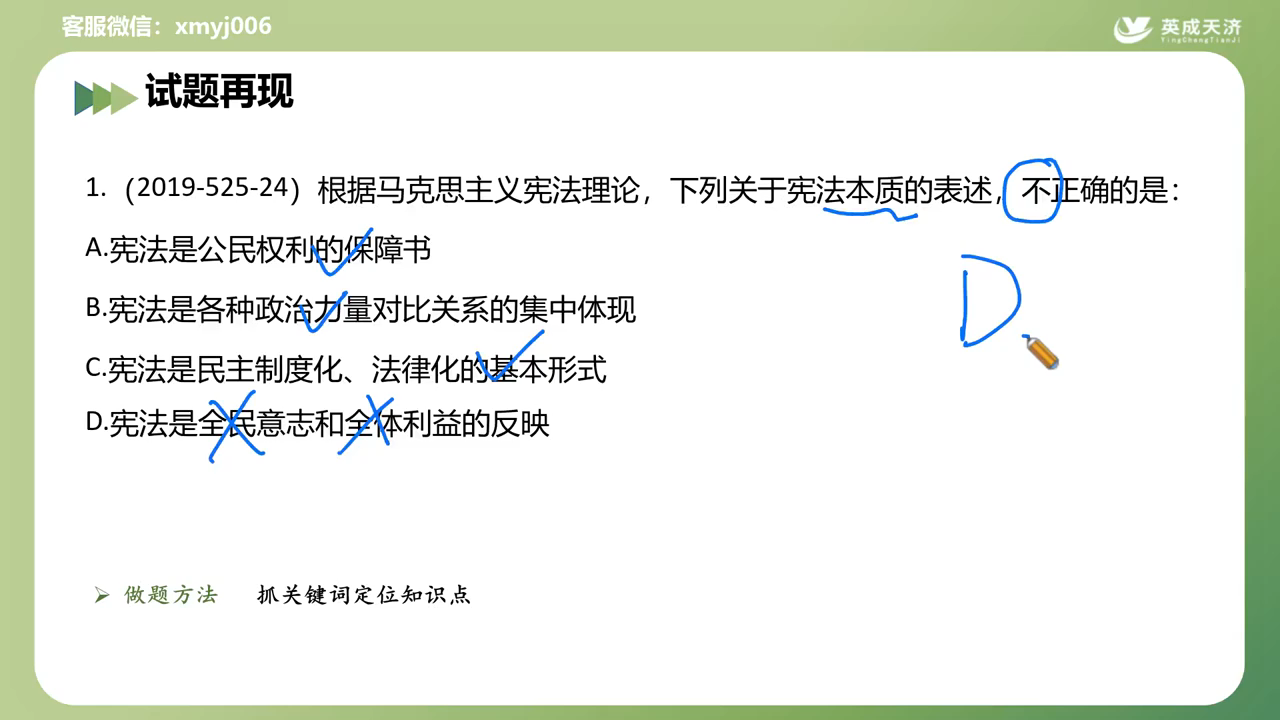 客服微信：xmyj006
英成天济
YingChengTianJi
试题再现
1.（2019-525-24）根据马克思主义宪法理论，下列关于宪法本质的表述，不正确的是：
A.宪法是公民权利的保障书
B.宪法是各种政治力量对比关系的集中体现
C.宪法是民主制度化、法律化的基本形式
D.宪法是全民意志和全体利益的反映
D
做题方法 抓关键词定位知识点